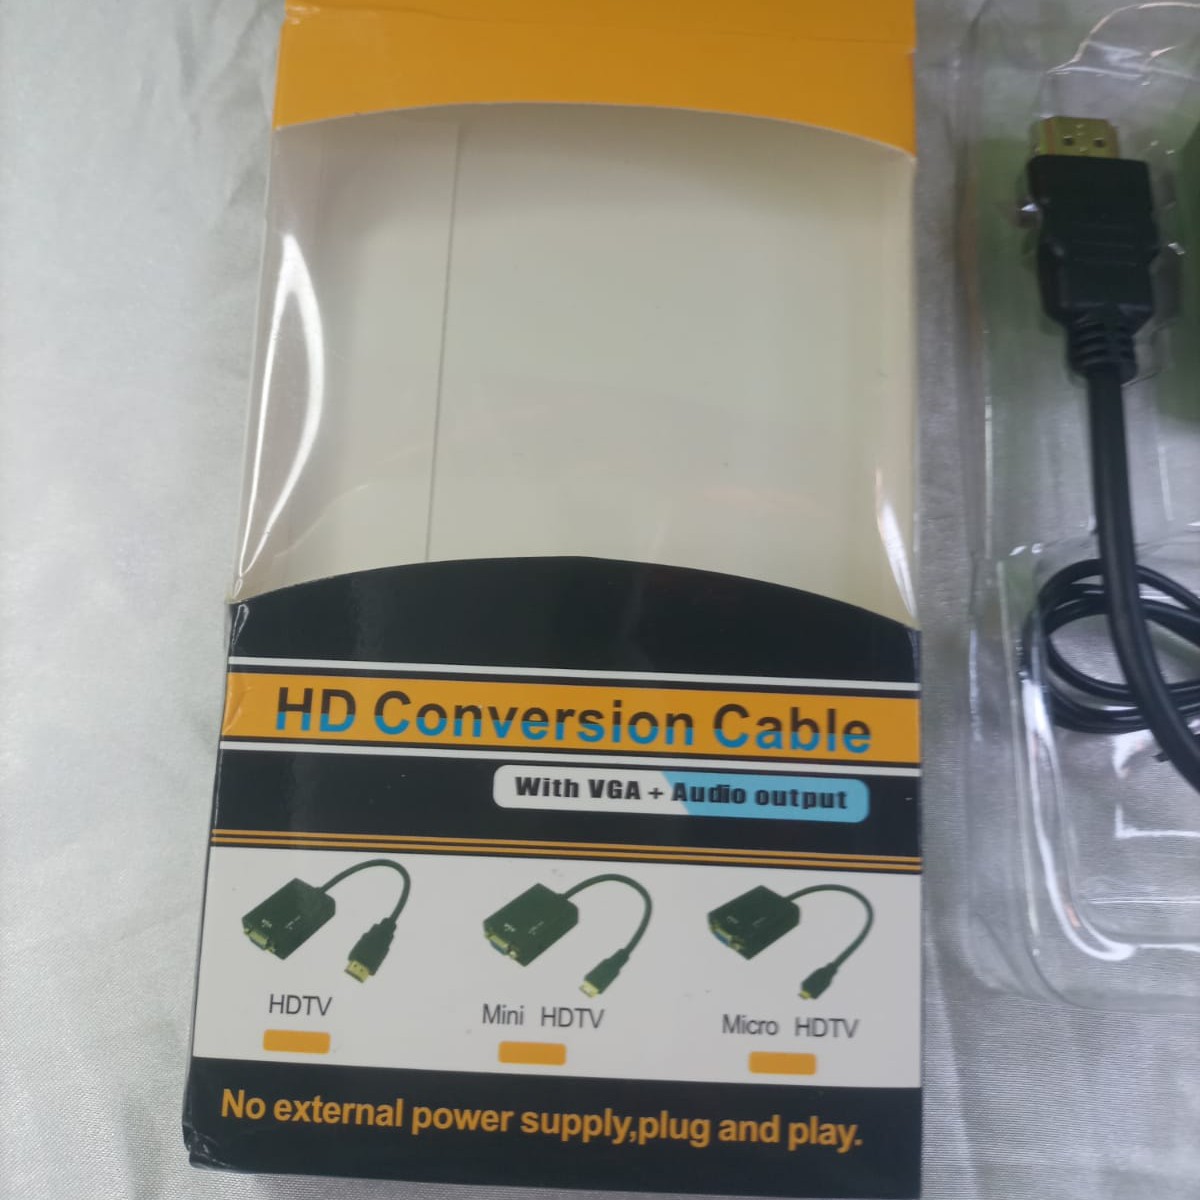 HD Conversion Cable
With VGA + Audio output
HDTV
Mini HDTV
Micro HDTV
No external power supply,plug and play.